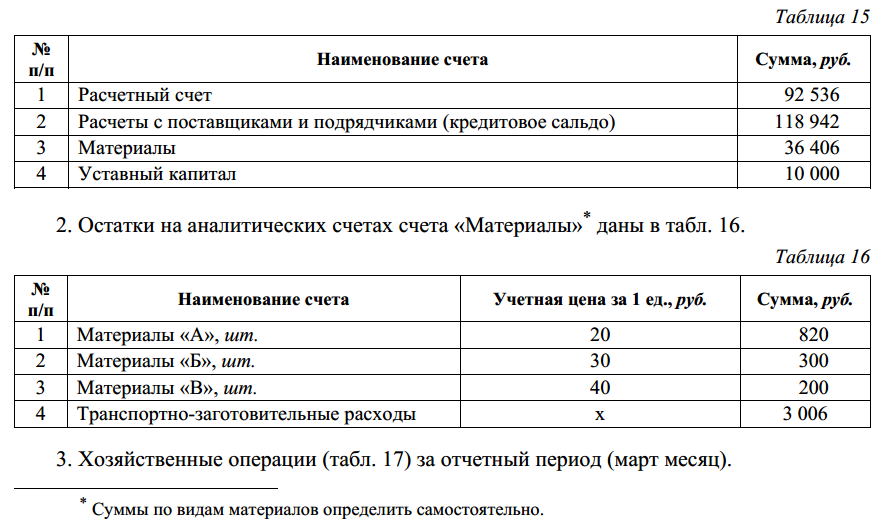 Таблица 15
№ п/п Наименование счета Сумма, руб.
1 Расчетный счет 92 536
2 Расчеты с поставщиками и подрядчиками (кредитовое сальдо) 118 942
3 Материалы 36 406
4 Уставный капитал 10 000
2. Остатки на аналитических счетах счета «Материалы»* даны в табл. 16.
Таблица 16
№ п/п Наименование счета Учетная цена за 1 ед., руб. Сумма, руб.
1 Материалы «А», шт. 20 820
2 Материалы «Б», шт. 30 300
3 Материалы «В», шт. 40 200
4 Транспортно-заготовительные расходы х 3 006
3. Хозяйственные операции (табл. 17) за отчетный период (март месяц).
* Суммы по видам материалов определить самостоятельно.